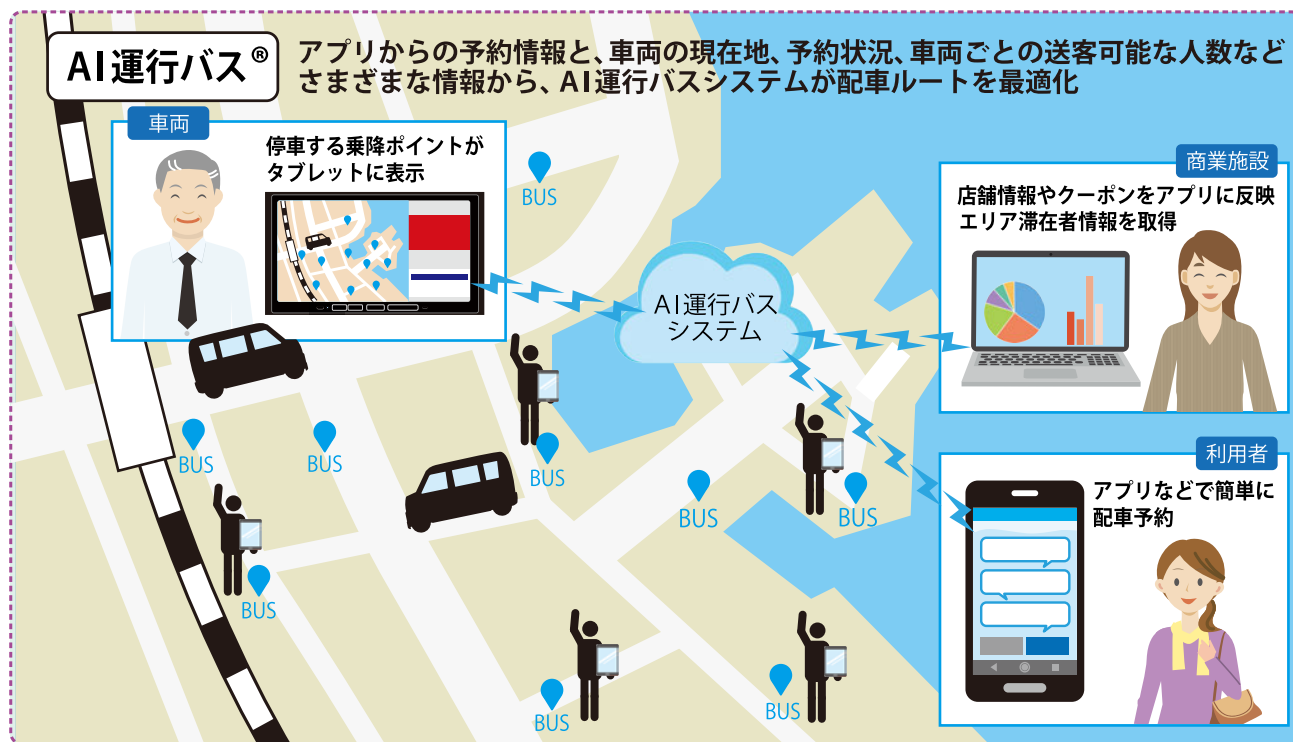 AI運行バス®
アプリからの予約情報と、車両の現在地、予約状況、車両ごとの送客可能な人数など
さまざまな情報から、AI運行バスシステムが配車ルートを最適化
車両
停車する乗降ポイントが
タブレットに表示
BUS
商業施設
店舗情報やクーポンをアプリに反映
エリア滞在者情報を取得
AI運行バス
システム
BUS
BUS
BUS
BUS
BUS
利用者
アプリなどで簡単に
配車予約
BUS
BUS
BUS